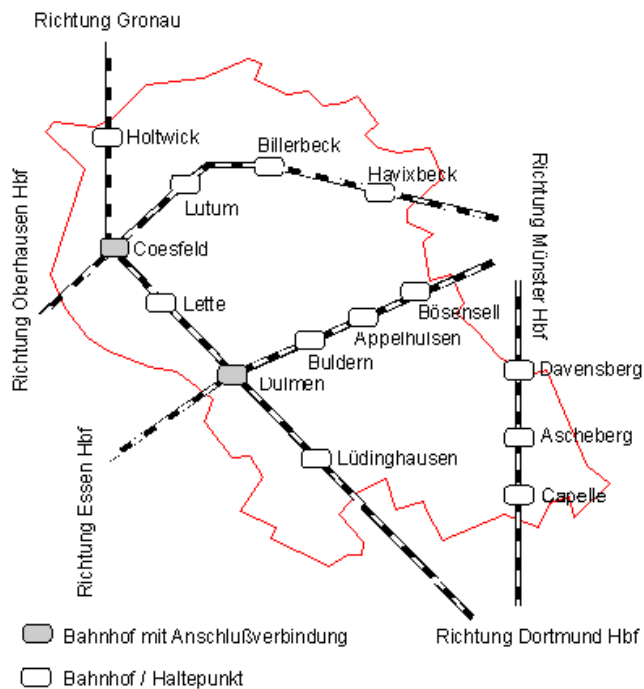 Richtung Gronau
Holtwick
Billerbeck
Havixbeck
Lutum
Richtung Münster Hbf
Richtung Oberhausen Hbf
Coesfeld
Lette
Bösensell
Appelhulsen
Buldern
Dülmen
Davensberg
Richtung Essen Hbf
Lüdinghausen
Ascheberg
Capelle
Bahnhof mit Anschlußverbindung
Richtung Dortmund Hbf
Bahnhof / Haltepunkt